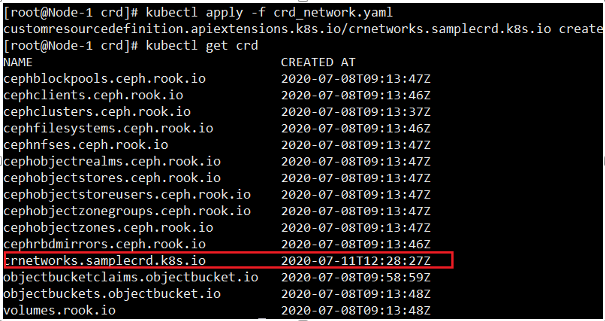 [root@Node-1 crd]# kubectl apply -f crd_network.yaml
customresourcedefinition.apiextensions.k8s.io/crnetworks.samplecrd.k8s.io create
[root@Node-1 crd]# kubectl get crd
NAME CREATED AT
cephblockpools.ceph.rook.io 2020-07-08T09:13:47Z
cephclients.ceph.rook.io 2020-07-08T09:13:46Z
cephclusters.ceph.rook.io 2020-07-08T09:13:37Z
cephfilesystems.ceph.rook.io 2020-07-08T09:13:46Z
cephnfses.ceph.rook.io 2020-07-08T09:13:47Z
cephobjectrealms.ceph.rook.io 2020-07-08T09:13:47Z
cephobjectstores.ceph.rook.io 2020-07-08T09:13:47Z
cephobjectstoreusers.ceph.rook.io 2020-07-08T09:13:47Z
cephobjectzonegroups.ceph.rook.io 2020-07-08T09:13:47Z
cephobjectzones.ceph.rook.io 2020-07-08T09:13:47Z
cephrbdmirrors.ceph.rook.io 2020-07-08T09:13:46Z
crnetworks.samplecrd.k8s.io 2020-07-11T12:28:27Z
objectbucketclaims.objectbucket.io 2020-07-08T09:58:59Z
objectbuckets.objectbucket.io 2020-07-08T09:13:48Z
volumes.rook.io 2020-07-08T09:13:47Z